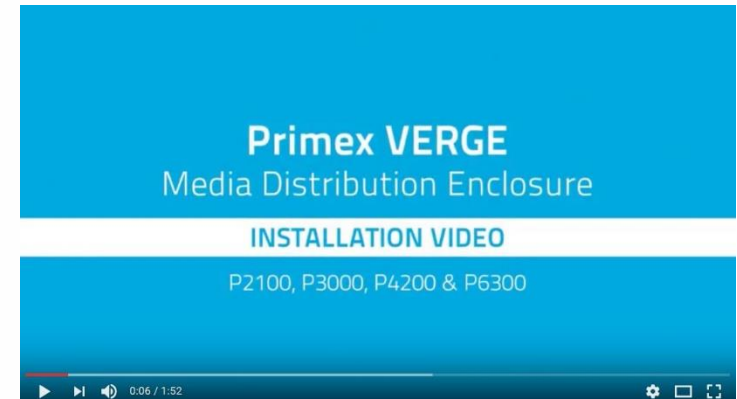 Primex VERGE
Media Distribution Enclosure
INSTALLATION VIDEO
P2100, P3000, P4200 & P6300
0:06 / 1:52